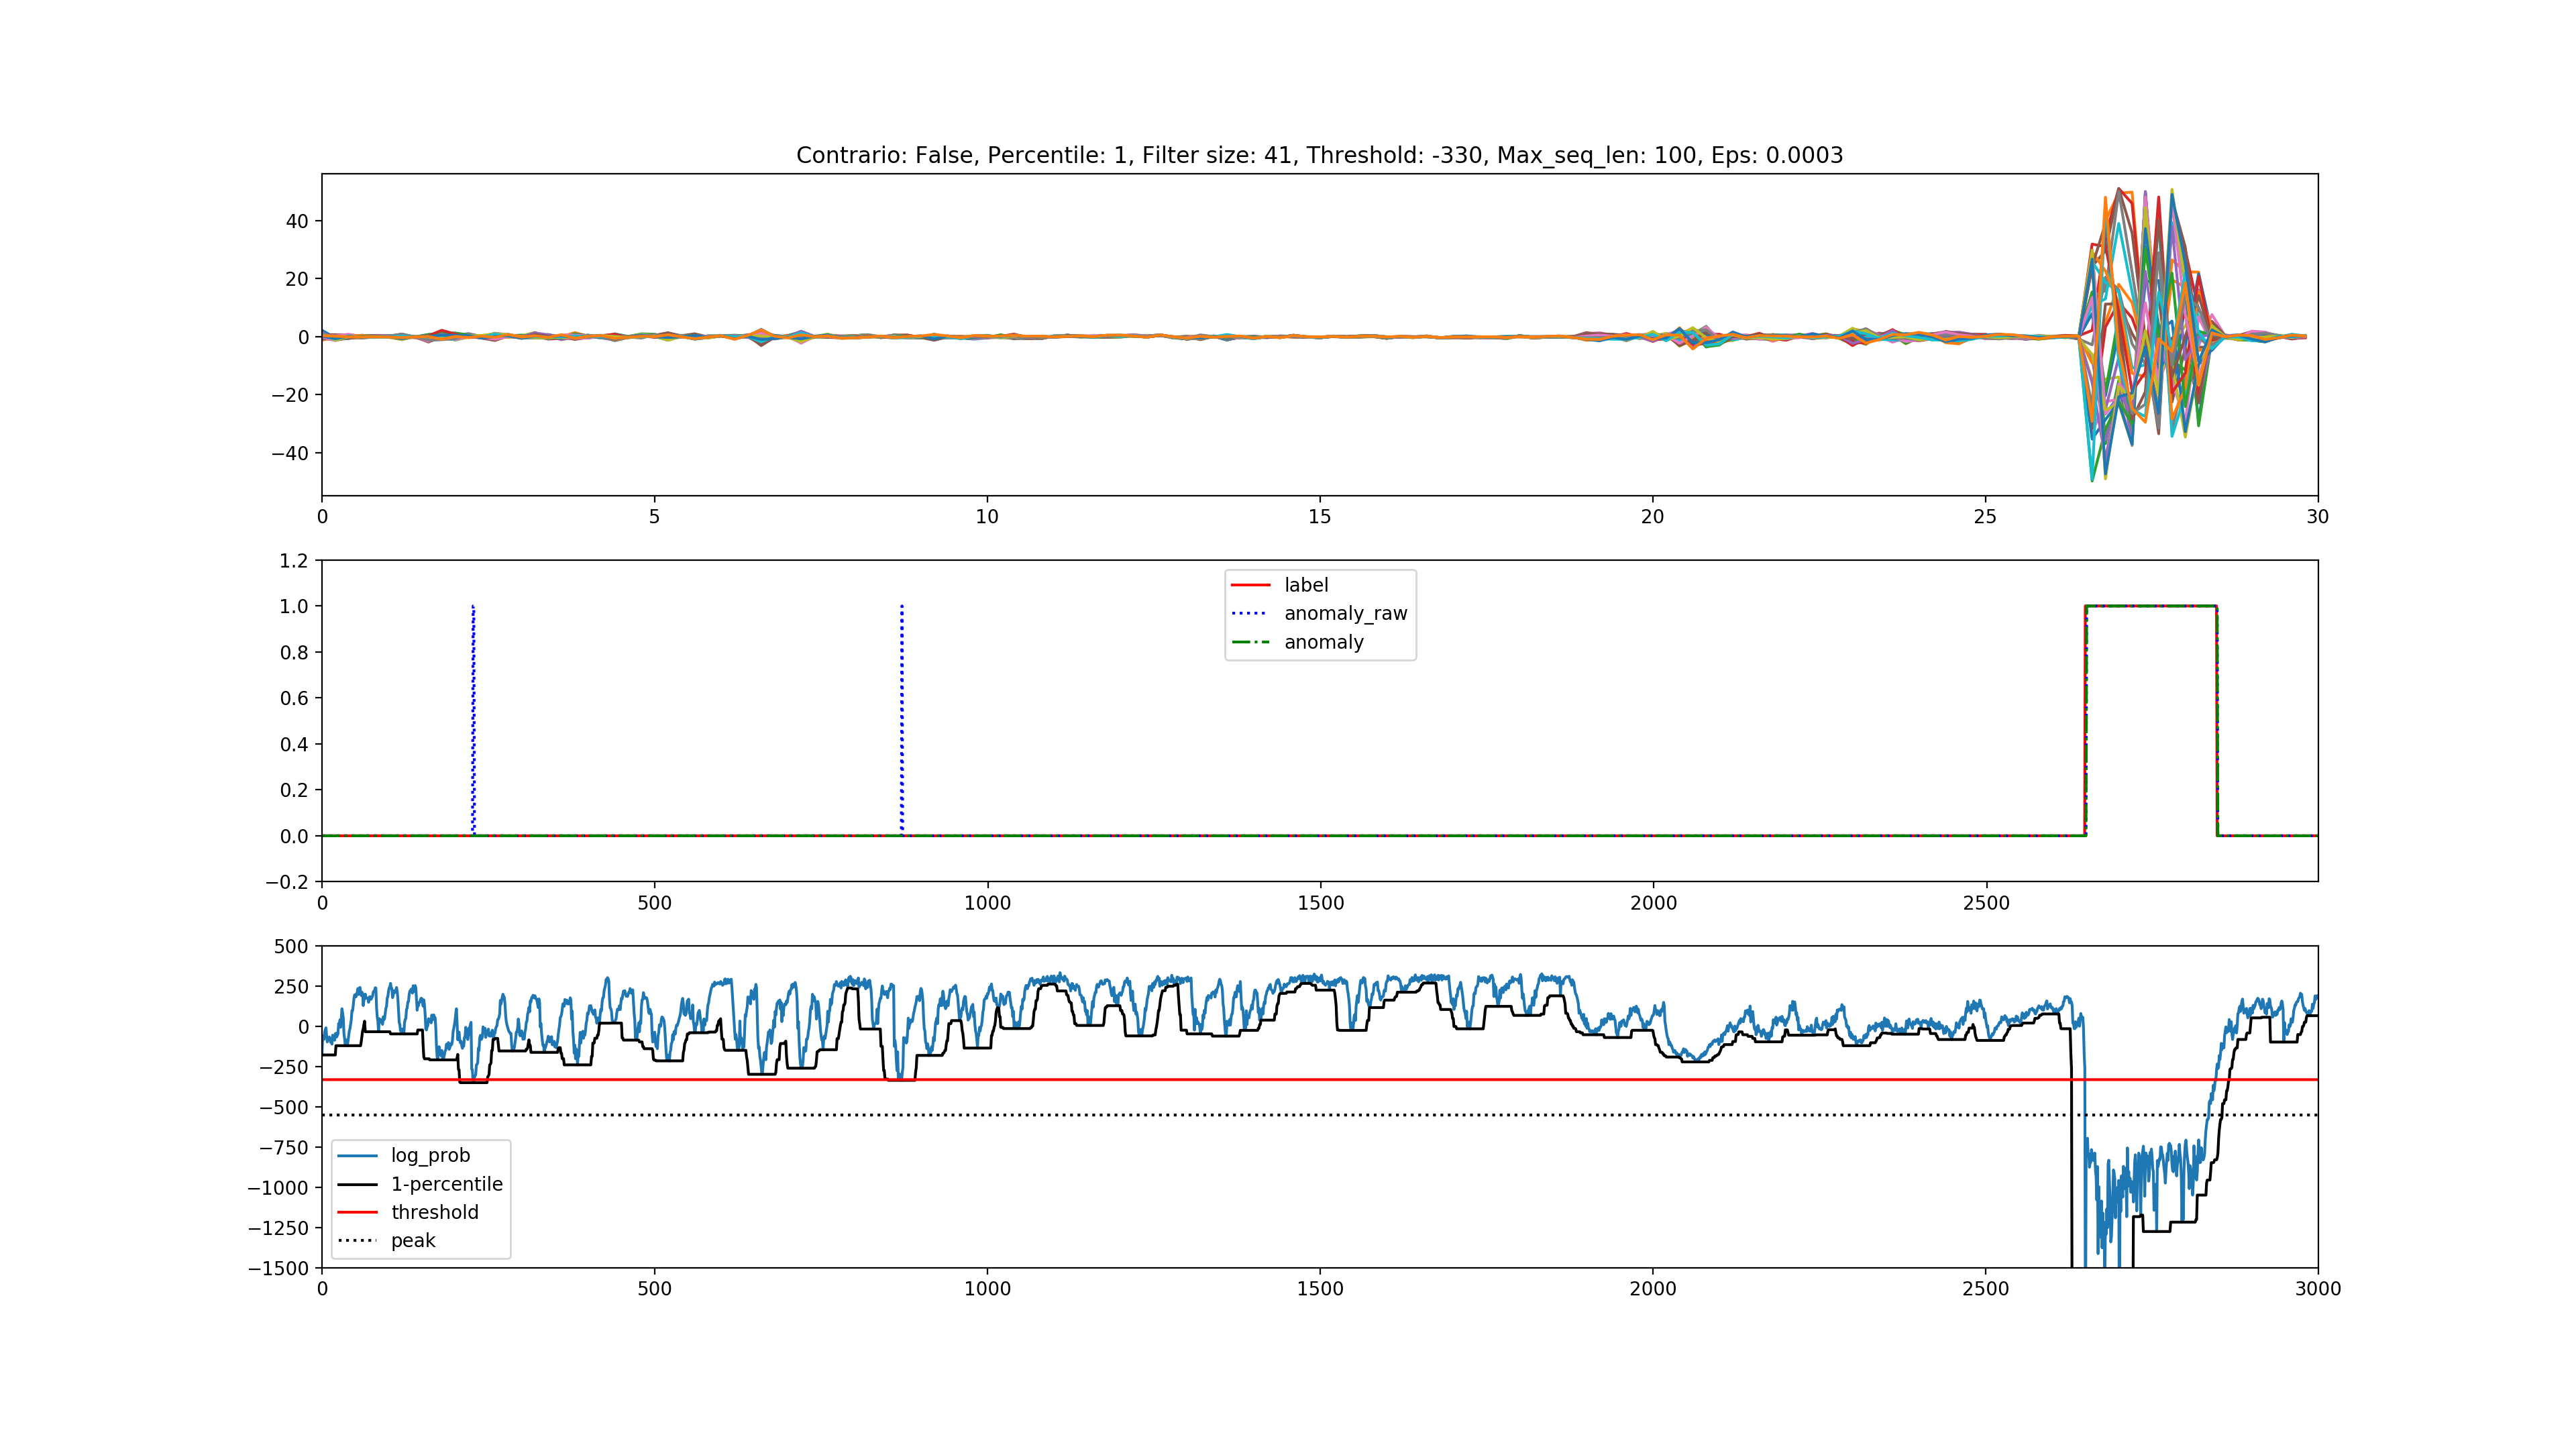 Contrario: False, Percentile: 1, Filter size: 41, Threshold: -330, Max_seq_len: 100, Eps: 0.0003
40
20
0
−20
−40
0 5 10 15 20 25 30
1.2
1.0
0.8
0.6
0.4
0.2
0.0
−0.2
label
anomaly_raw
anomaly
0 500 1000 1500 2000 2500
500
250
0
−250
−500
−750
−1000
−1250
−1500
log_prob
1-percentile
threshold
peak
0 500 1000 1500 2000 2500 3000